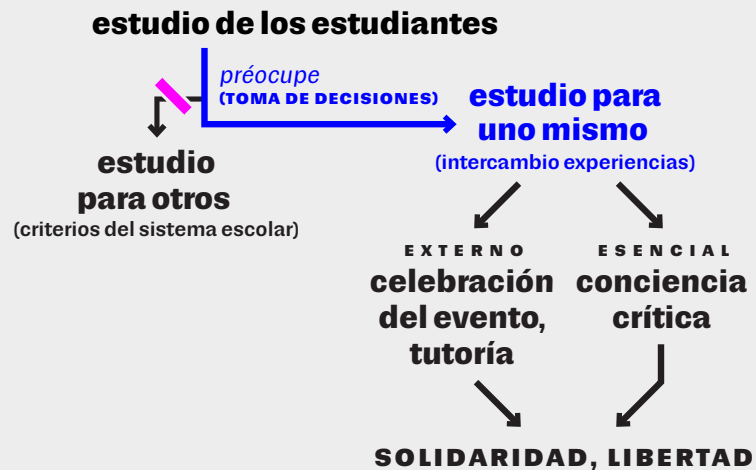 estudio de los estudiantes
préocupe
(TOMA DE DECISIONES)
estudio para
uno mismo
(intercambio experiencias)
estudio
para otros
(criterios del sistema escolar)
EXTERNO
celebración
del evento,
tutoría
ESENCIAL
conciencia
crítica
SOLIDARIDAD, LIBERTAD